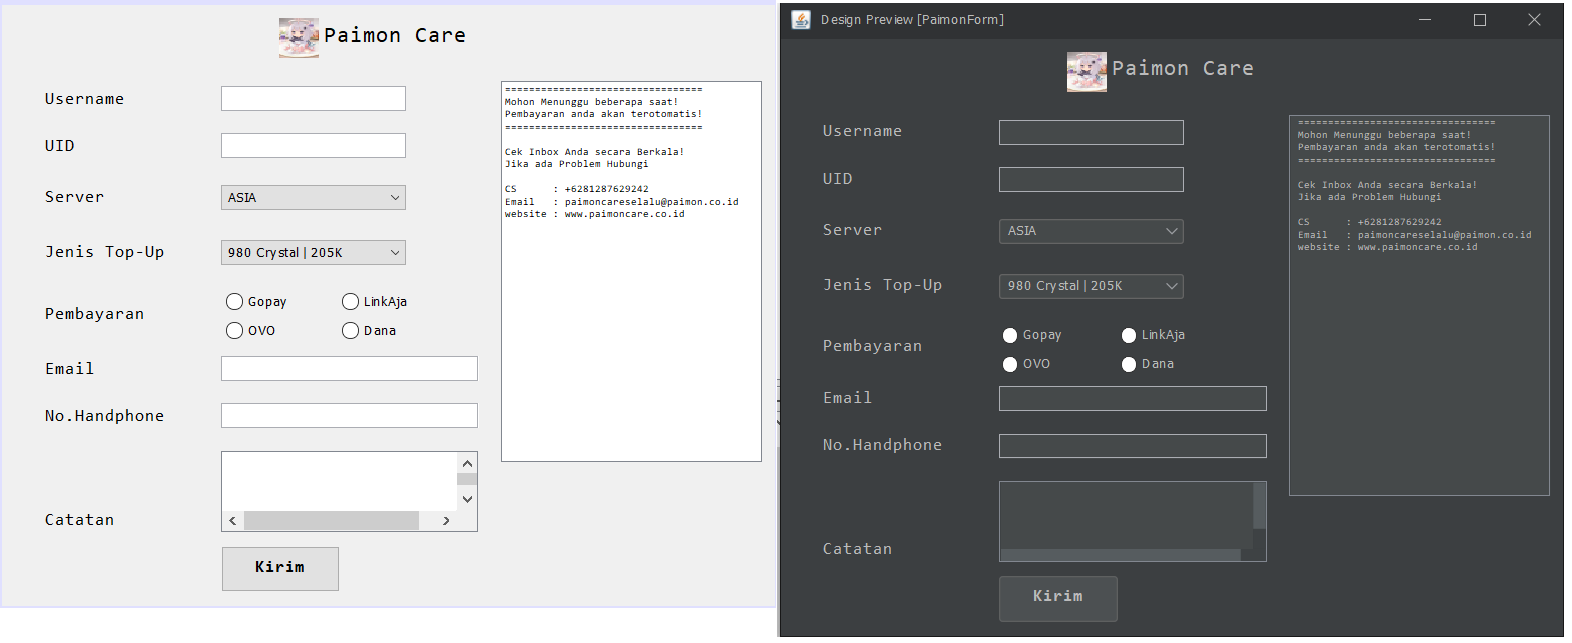 Paimon Care
Username
UID
Server
ASIA
Jenis Top-Up
980 Crystal | 205K
Pembayaran
Gopay
LinkAja
OVO
Dana
Email
No.Handphone
Catatan
Kirim
=================================
Mohon Menunggu beberapa saat!
Pembayaran anda akan terotomatis!
=================================
Cek Inbox Anda secara Berkala!
Jika ada Problem Hubungi
CS : +6281287629242
Email : paimoncareselalu@paimon.co.id
website : www.paimoncare.co.id
Design Preview [PaimonForm]
Paimon Care
Username
UID
Server
ASIA
Jenis Top-Up
980 Crystal | 205K
Pembayaran
Gopay
LinkAja
OVO
Dana
Email
No.Handphone
Catatan
Kirim
=================================
Mohon Menunggu beberapa saat!
Pembayaran anda akan terotomatis!
=================================
Cek Inbox Anda secara Berkala!
Jika ada Problem Hubungi
CS : +6281287629242
Email : paimoncareselalu@paimon.co.id
website : www.paimoncare.co.id